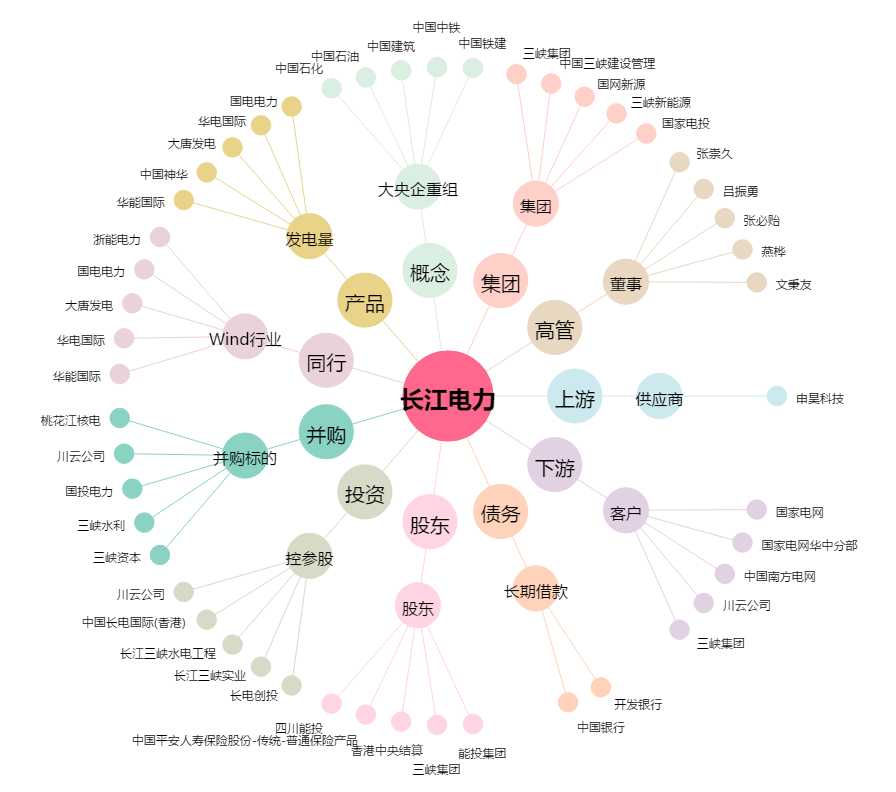 中国中铁
中国建筑
中国铁建
中国石油
中国石化
三峡集团
中国三峡建设管理
国网新源
三峡新能源
国家电投
国电电力
华电国际
大唐发电
中国神华
华能国际
大央企重组
集团
张崇久
吕振勇
张必贻
燕桦
文秉友
发电量
概念
集团
董事
浙能电力
国电电力
大唐发电
华电国际
华能国际
产品
高管
Wind行业
同行
长江电力
上游
供应商
申昊科技
桃花江核电
川云公司
国投电力
三峡水利
三峡资本
并购标的
并购
下游
客户
国家电网
国家电网华中分部
中国南方电网
川云公司
三峡集团
投资
股东
债务
控参股
川云公司
中国长电国际(香港)
长江三峡水电工程
长江三峡实业
长电创投
股东
长期借款
四川能投
中国平安人寿保险股份-传统-普通保险产品
香港中央结算
三峡集团
能投集团
开发银行
中国银行